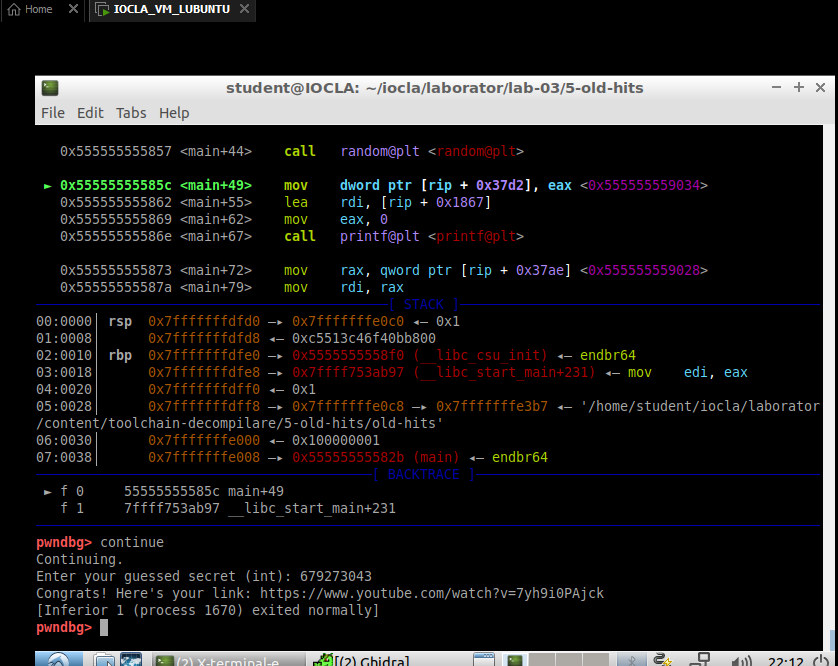 Home IOCLA_VM_LUBUNTU
student@IOCLA: ~/iocla/laborator/lab-03/5-old-hits
File Edit Tabs Help
0x555555555857 <main+44> call random@plt <random@plt>
► 0x55555555585c <main+49> mov dword ptr [rip + 0x37d2], eax <0x555555559034>
0x555555555862 <main+55> lea rdi, [rip + 0x1867]
0x555555555869 <main+62> mov eax, 0
0x55555555586e <main+67> call printf@plt <printf@plt>
0x555555555873 <main+72> mov rax, qword ptr [rip + 0x37ae] <0x555555559028>
0x55555555587a <main+79> mov rdi, rax
[ STACK ]
00:0000│ rsp 0x7fffffffdfd0 —▸ 0x7fffffffe0c0 ◂— 0x1
01:0008│ 0x7fffffffdfd8 ◂— 0xc5513c46f40bb800
02:0010│ rbp 0x7fffffffdfe0 —▸ 0x5555555558f0 (__libc_csu_init) ◂— endbr64
03:0018│ 0x7fffffffdfe8 —▸ 0x7ffff753ab97 (__libc_start_main+231) ◂— mov edi, eax
04:0020│ 0x7fffffffdff0 ◂— 0x1
05:0028│ 0x7fffffffdff8 —▸ 0x7fffffffe0c8 —▸ 0x7fffffffe3b7 ◂— '/home/student/iocla/laborator
/content/toolchain-decompilare/5-old-hits/old-hits'
06:0030│ 0x7fffffffe000 ◂— 0x100000001
07:0038│ 0x7fffffffe008 —▸ 0x55555555582b (main) ◂— endbr64
[ BACKTRACE ]
► f 0 55555555585c main+49
f 1 7ffff753ab97 __libc_start_main+231
pwndbg> continue
Continuing.
Enter your guessed secret (int): 679273043
Congrats! Here's your link: https://www.youtube.com/watch?v=7yh9i0PAjck
[Inferior 1 (process 1670) exited normally]
pwndbg>
(2) X-terminal-e [(2) Ghidra] 22:12